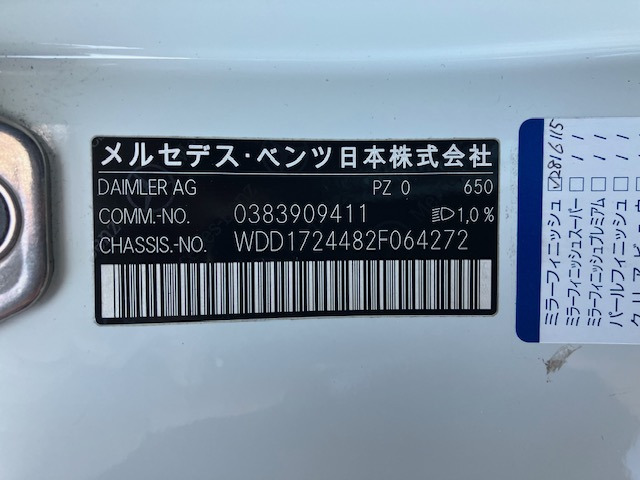 メルセデス・ベンツ日本株式会社
DAIMLER AG PZ 0 650
COMM.-NO. 0383909411 1,0%
CHASSIS.-NO. WDD1724482F064272
ミラーフィニッシュ
ミラーフィニッシュスーパー / /
ミラーフィニッシュプレミアム / /
パールフィニッシュ / /